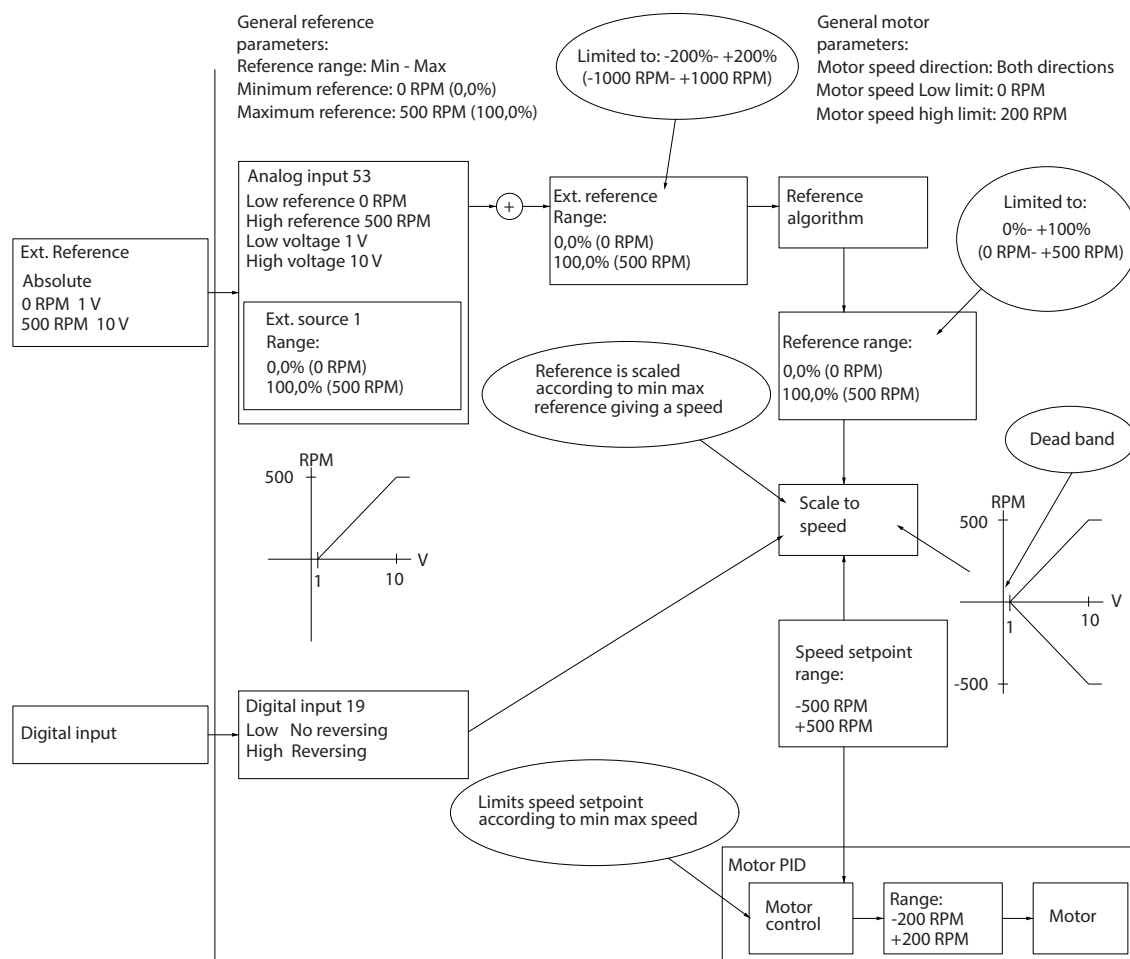 General reference
parameters:
Reference range: Min - Max
Minimum reference: 0 RPM (0,0%)
Maximum reference: 500 RPM (100,0%)
Limited to: -200%- +200%
(-1000 RPM- +1000 RPM)
General motor
parameters:
Motor speed direction: Both directions
Motor speed Low limit: 0 RPM
Motor speed high limit: 200 RPM
Ext. Reference
Absolute
0 RPM 1 V
500 RPM 10 V
Analog input 53
Low reference 0 RPM
High reference 500 RPM
Low voltage 1 V
High voltage 10 V
Ext. source 1
Range:
0,0% (0 RPM)
100,0% (500 RPM)
+
Ext. reference
Range:
0,0% (0 RPM)
100,0% (500 RPM)
Reference
algorithm
Limited to:
0%- +100%
(0 RPM- +500 RPM)
Reference range:
0,0% (0 RPM)
100,0% (500 RPM)
Reference is scaled
according to min max
reference giving a speed
Dead band
RPM
500
1
10
V
Scale to
speed
RPM
500
1
10
V
-500
Speed setpoint
range:
-500 RPM
+500 RPM
Digital input
Digital input 19
Low No reversing
High Reversing
Limits speed setpoint
according to min max speed
Motor PID
Motor
control
Range:
-200 RPM
+200 RPM
Motor